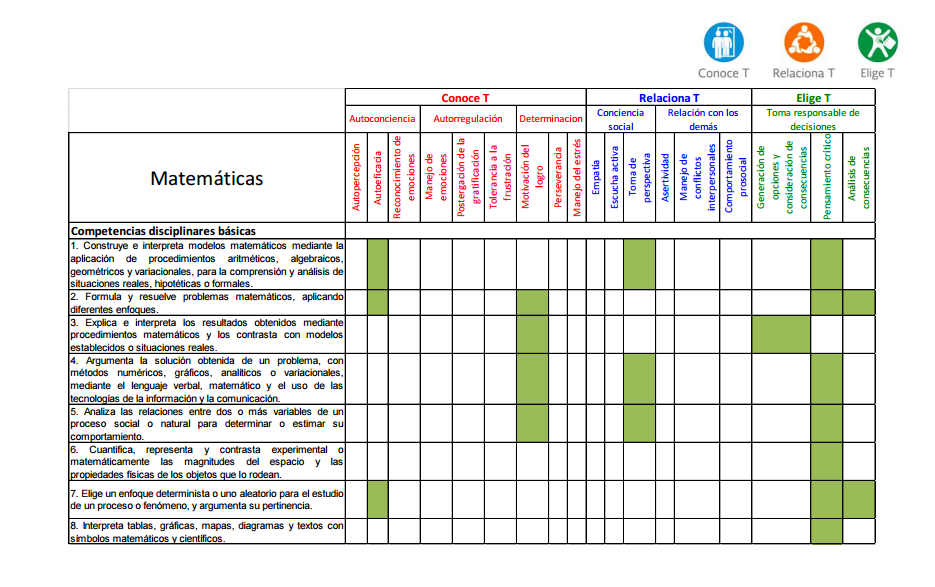 Conoce T
Relaciona T
Elige T
Conoce T
Relaciona T
Elige T
Autoconciencia
Autorregulación
Determinacion
Conciencia
social
Relación con los
demás
Toma responsable de
decisiones
Matemáticas
Autopercepción
Autoeficacia
Reconocimiento de
emociones
Manejo de
emociones
Postergación de la
gratificación
Tolerancia a la
frustración
Motivación del
logro
Perseverancia
Manejo del estrés
Empatía
Escucha activa
Toma de
perspectiva
Asertividad
Manejo de
conflictos
interpersonales
Comportamiento
prosocial
Generación de
opciones y
consideración de
consecuencias
Pensamiento crítico
Análisis de
consecuencias
Competencias disciplinares básicas
1. Construye e interpreta modelos matemáticos mediante la
aplicación de procedimientos aritméticos, algebraicos,
geométricos y variacionales, para la comprensión y análisis de
situaciones reales, hipotéticas o formales.
2. Formula y resuelve problemas matemáticos, aplicando
diferentes enfoques.
3. Explica e interpreta los resultados obtenidos mediante
procedimientos matemáticos y los contrasta con modelos
establecidos o situaciones reales.
4. Argumenta la solución obtenida de un problema, con
métodos numéricos, gráficos, analíticos o variacionales,
mediante el lenguaje verbal, matemático y el uso de las
tecnologías de la información y la comunicación.
5. Analiza las relaciones entre dos o más variables de un
proceso social o natural para determinar o estimar su
comportamiento.
6. Cuantifica, representa y contrasta experimental o
matemáticamente las magnitudes del espacio y las
propiedades físicas de los objetos que lo rodean.
7. Elige un enfoque determinista o uno aleatorio para el estudio
de un proceso o fenómeno, y argumenta su pertinencia.
8. Interpreta tablas, gráficas, mapas, diagramas y textos con
símbolos matemáticos y científicos.